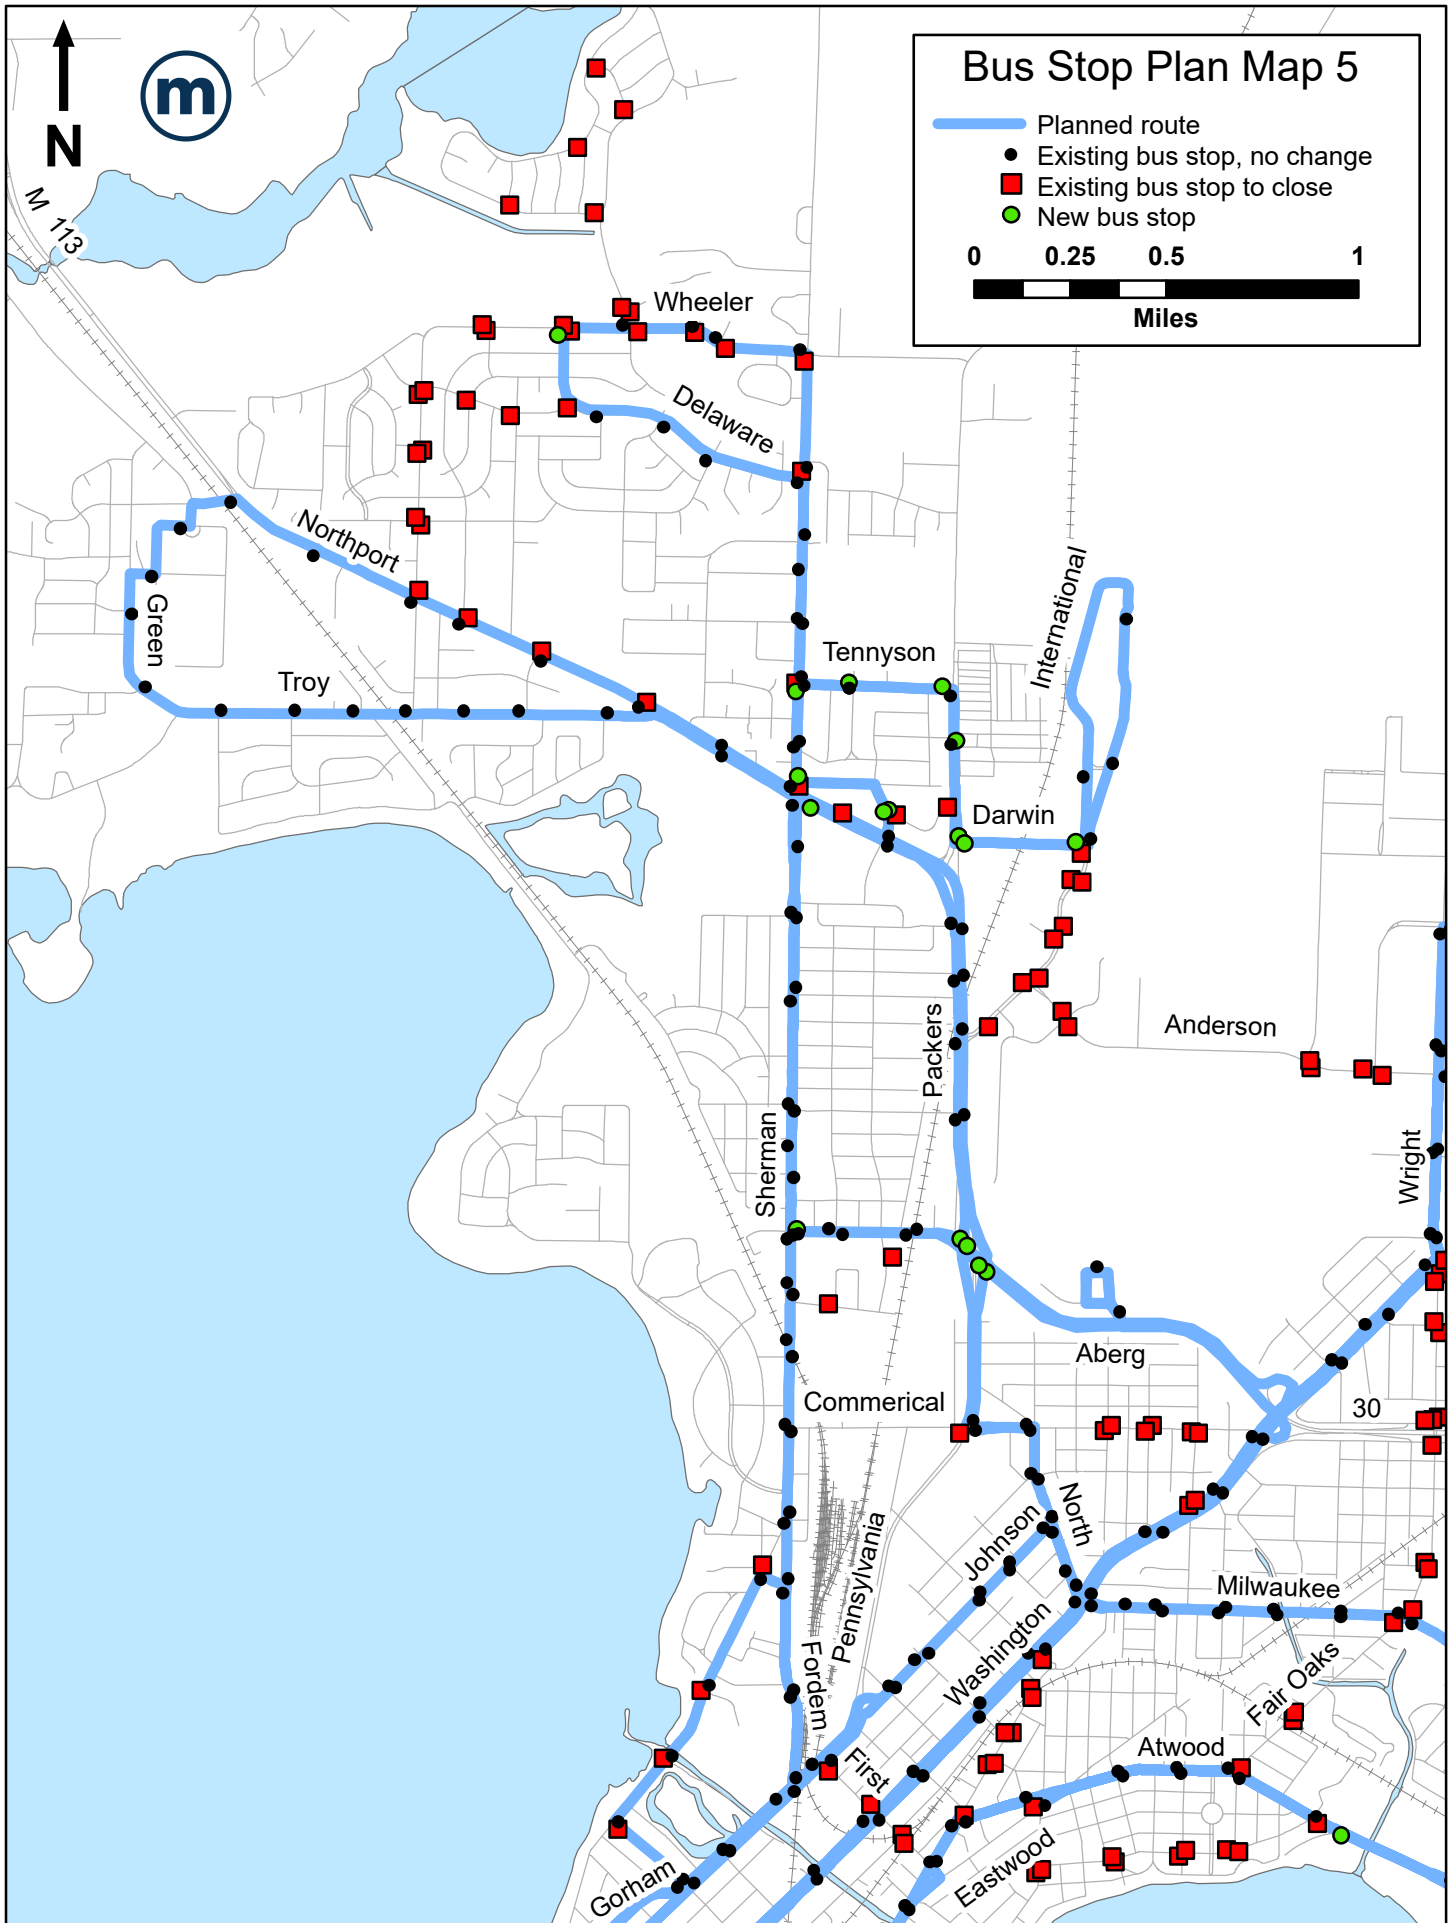 Bus Stop Plan Map 5
Planned route
Existing bus stop, no change
Existing bus stop to close
New bus stop
0 0.25 0.5 1
Miles
m
N
M 113
Wheeler
Delaware
Northport
Green
Troy
Tennyson
International
Darwin
Packers
Anderson
Sherman
Wright
Aberg
Commerical
30
North
Johnson
Pennsylvania
Milwaukee
Washington
Fordem
Fair Oaks
First
Atwood
Eastwood
Gorham